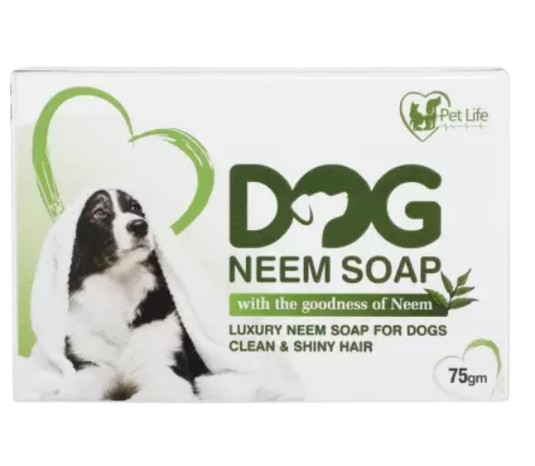 Pet Life
DOG
NEEM SOAP
with the goodness of Neem
LUXURY NEEM SOAP FOR DOGS
CLEAN & SHINY HAIR
75gm